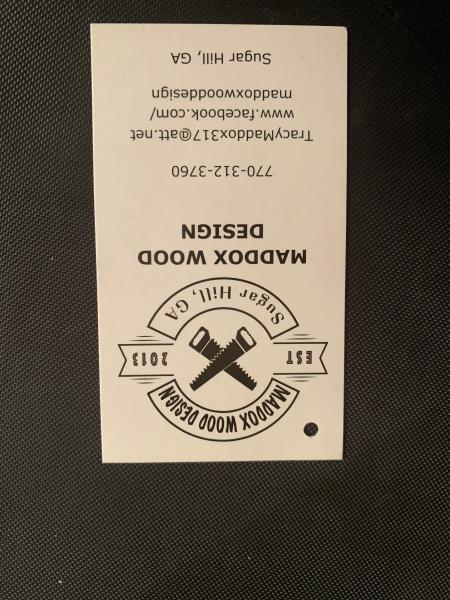 MADDOX WOOD DESIGN
EST 2013
Sugar Hill, GA
MADDOX WOOD
DESIGN
770-312-3760
TracyMaddox317@att.net
www.facebook.com/
maddoxwooddesign
Sugar Hill, GA